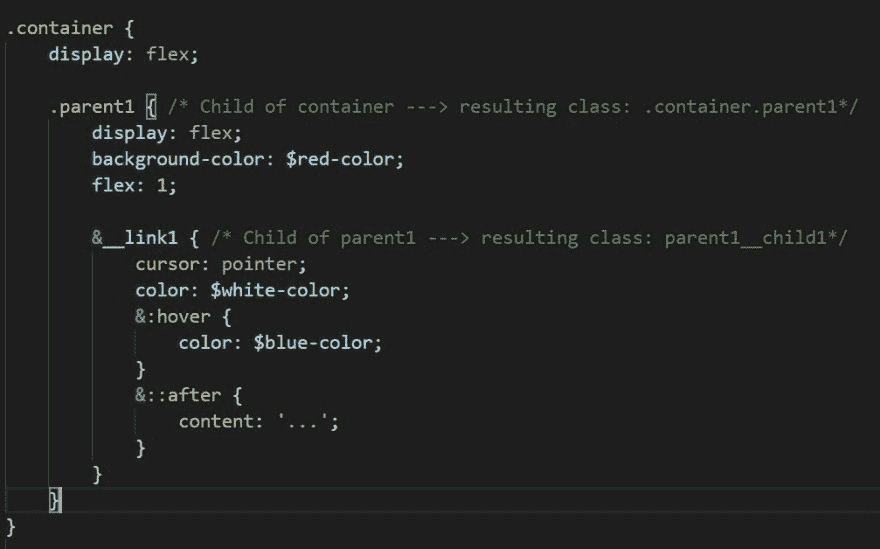 .container {
    display: flex;

    .parent1 { /* Child of container ---> resulting class: .container.parent1*/
        display: flex;
        background-color: $red-color;
        flex: 1;

        &__link1 { /* Child of parent1 ---> resulting class: parent1__child1*/
            cursor: pointer;
            color: $white-color;
            &:hover {
                color: $blue-color;
            }
            &::after {
                content: '...';
            }
        }
    }
}